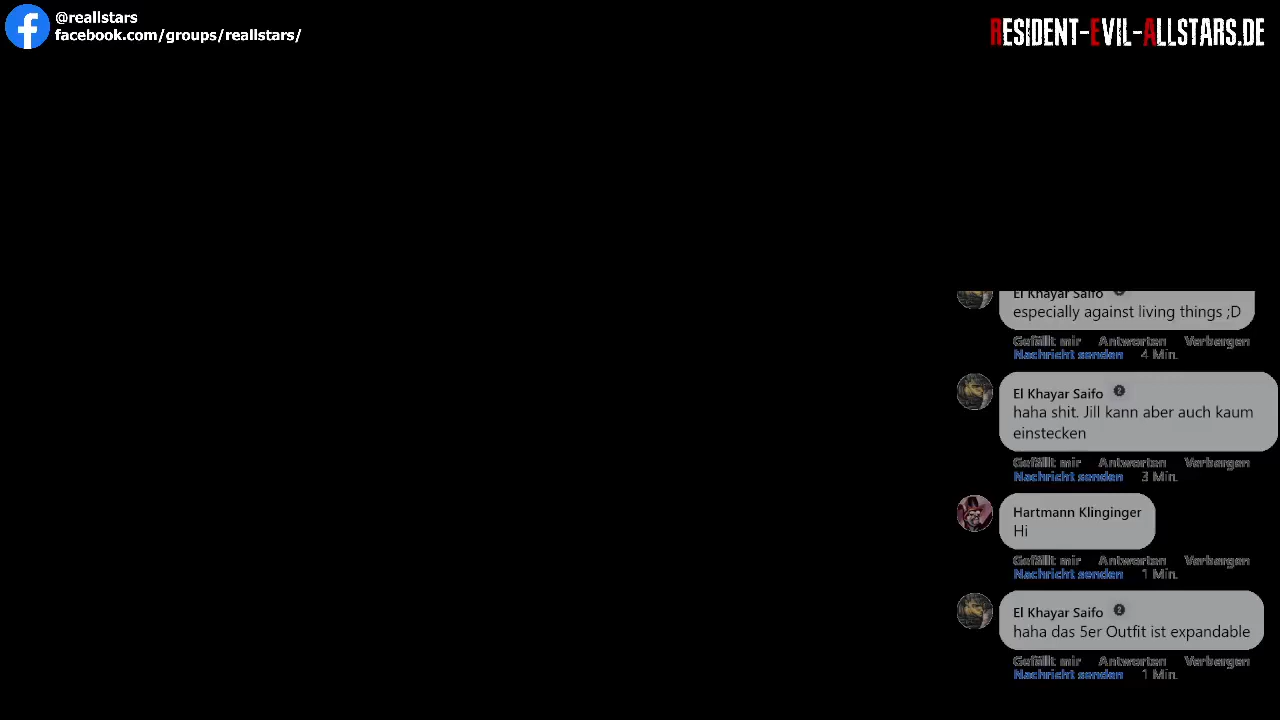 @reallstars
facebook.com/groups/reallstars/
RESIDENT-EVIL-ALLSTARS.DE
El Khayar Saifo
especially against living things ;D
Gefällt mir Antworten Verbergen
Nachricht senden 4 Min.
El Khayar Saifo
haha shit. Jill kann aber auch kaum
einstecken
Gefällt mir Antworten Verbergen
Nachricht senden 3 Min.
Hartmann Klinginger
Hi
Gefällt mir Antworten Verbergen
Nachricht senden 1 Min.
El Khayar Saifo
haha das 5er Outfit ist expandable
Gefällt mir Antworten Verbergen
Nachricht senden 1 Min.